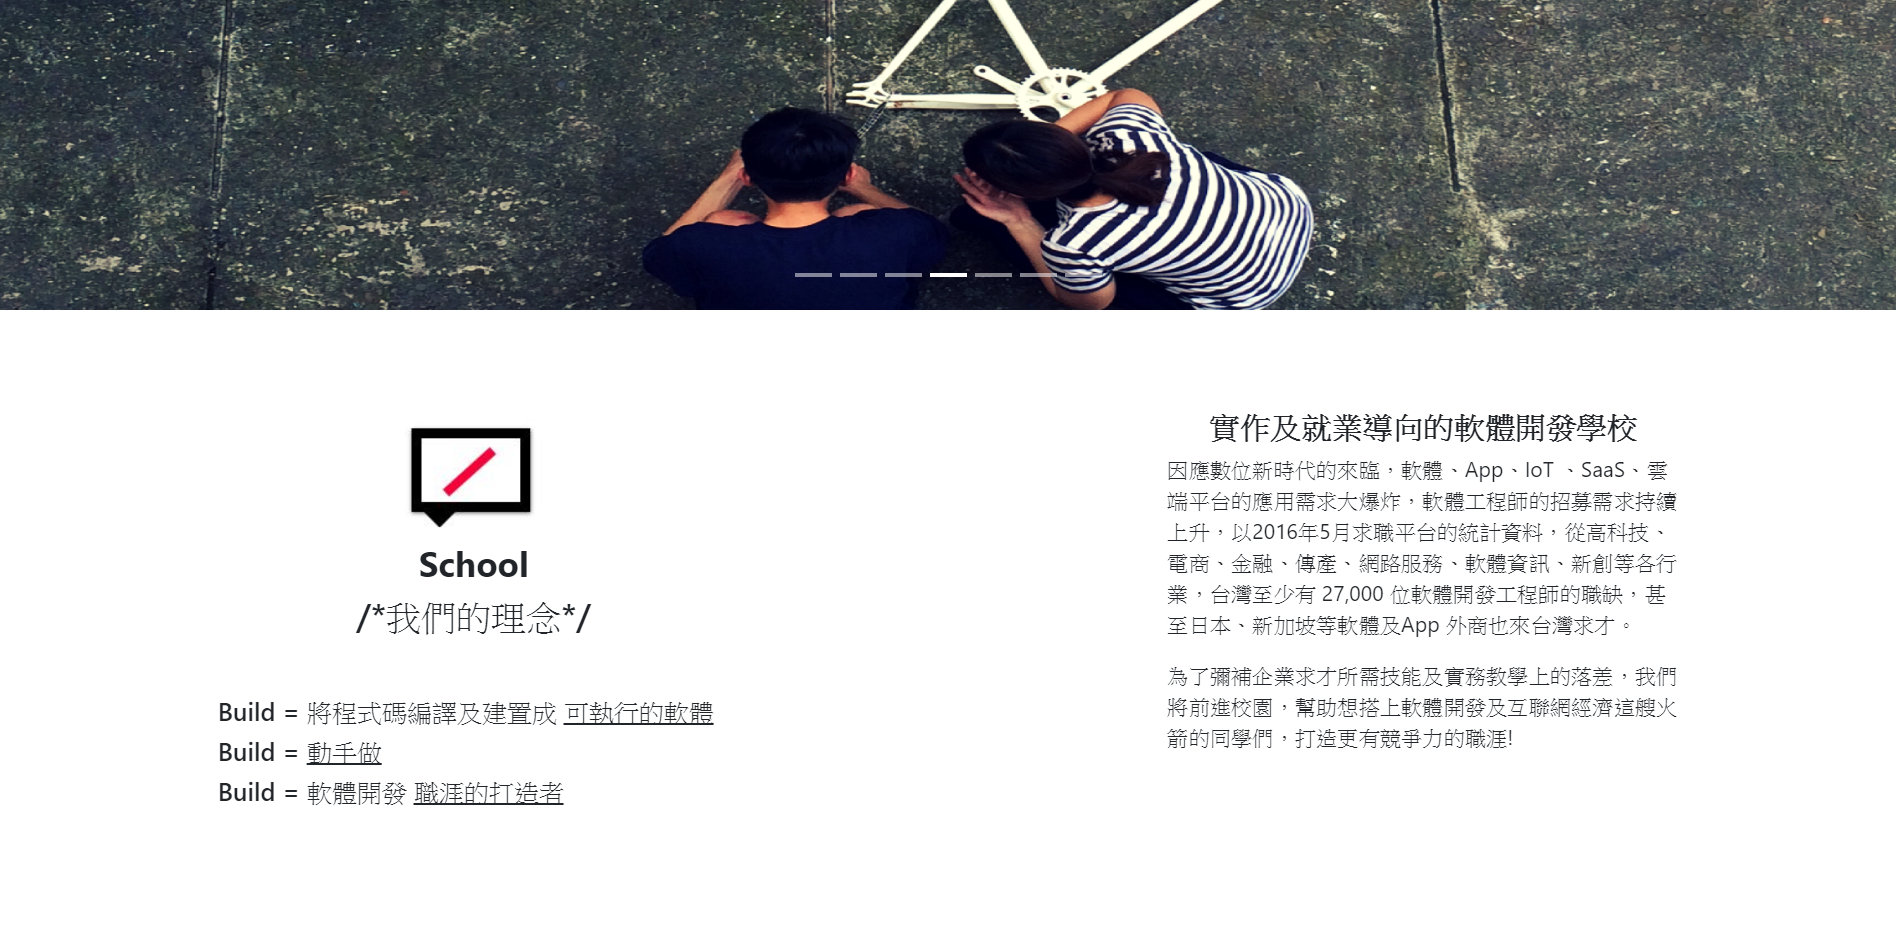 School
/*我們的理念*/
Build = 將程式碼編譯及建置成 可執行的軟體
Build = 動手做
Build = 軟體開發 職涯的打造者
實作及就業導向的軟體開發學校
因應數位新時代的來臨，軟體、App、IoT 、SaaS、雲
端平台的應用需求大爆炸，軟體工程師的招募需求持續
上升，以2016年5月求職平台的統計資料，從高科技、
電商、金融、傳產、網路服務、軟體資訊、新創等各行
業，台灣至少有 27,000 位軟體開發工程師的職缺，甚
至日本、新加坡等軟體及App 外商也來台灣求才。
為了彌補企業求才所需技能及實務教學上的落差，我們
將前進校園，幫助想搭上軟體開發及互聯網經濟這艘火
箭的同學們，打造更有競爭力的職涯!